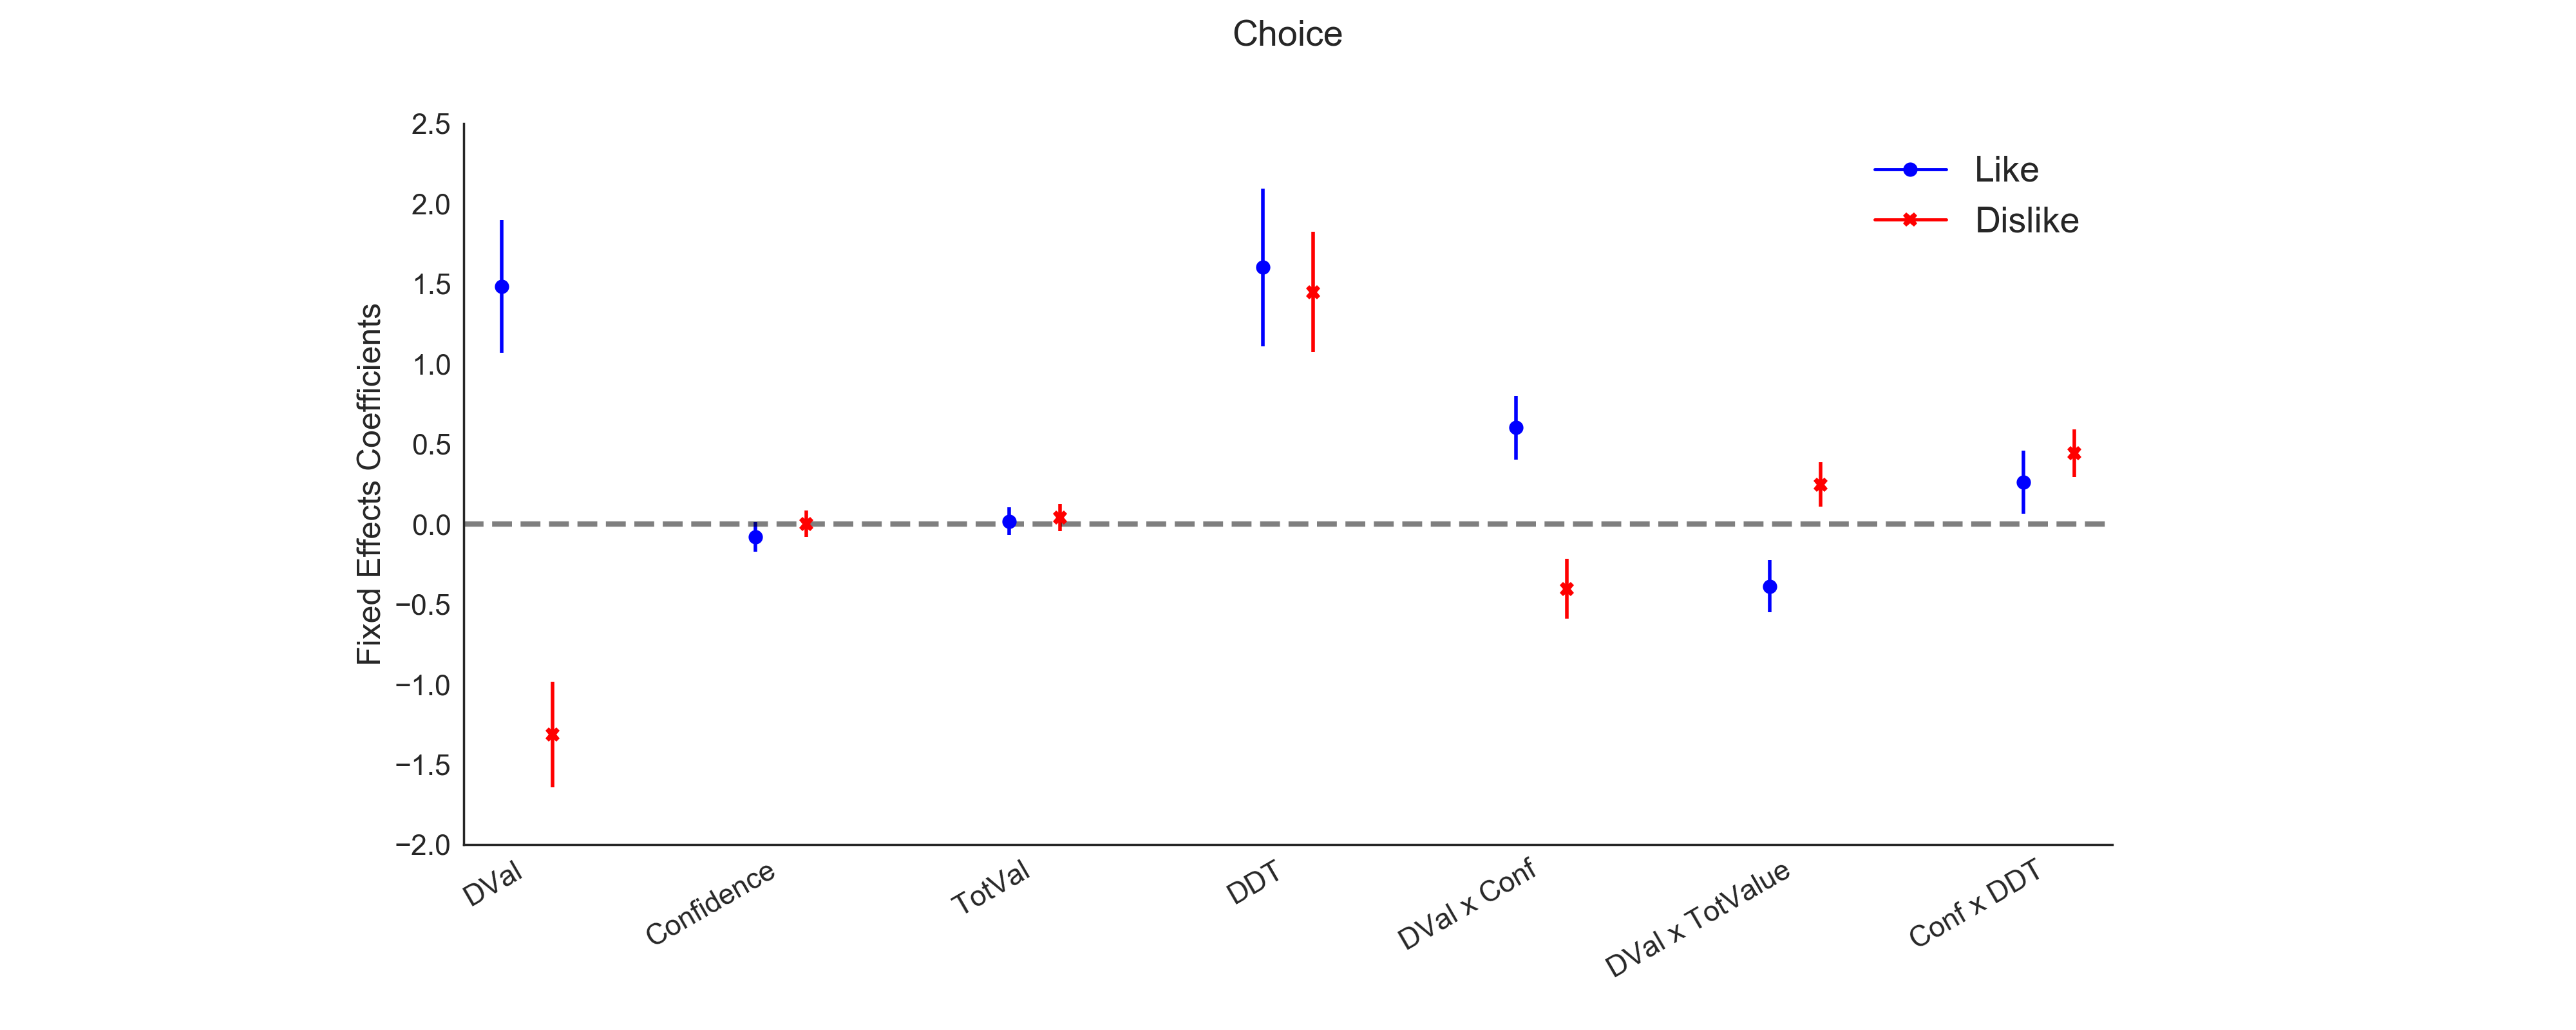 Choice
Fixed Effects Coefficients
2.5
2.0
1.5
1.0
0.5
0.0
−0.5
−1.0
−1.5
−2.0
Like
Dislike
DVal
Confidence
TotVal
DDT
DVal x Conf
DVal x TotValue
Conf x DDT